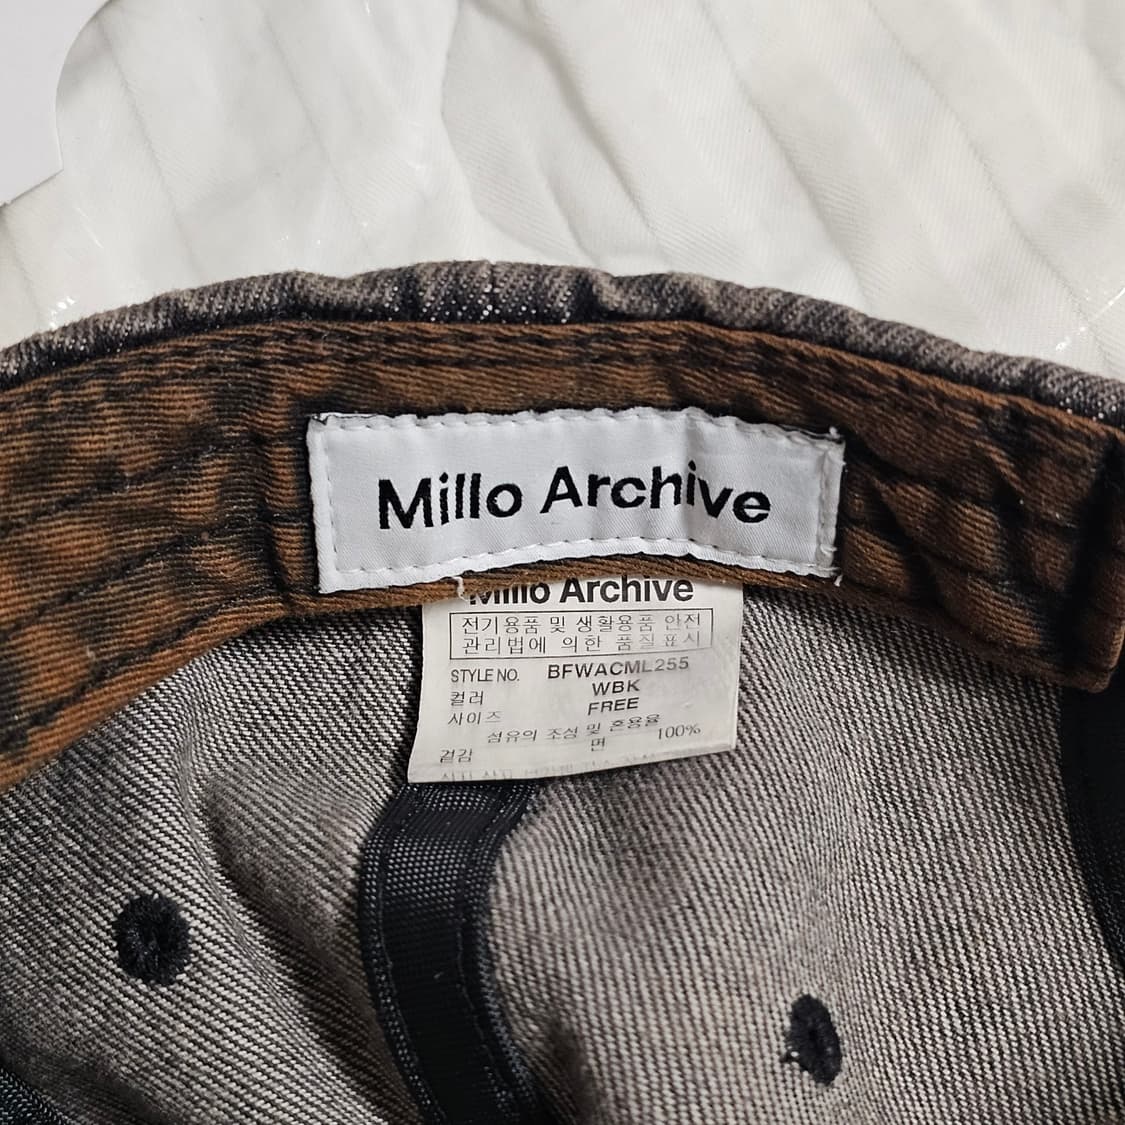 Millo Archive
Millo Archive
전기용품 및 생활용품 안전
관리법에 의한 품질표시
STYLE NO. BFWACML255
컬러 WBK
사이즈 FREE
섬유의 조성 및 혼용율
겉감 면 100%